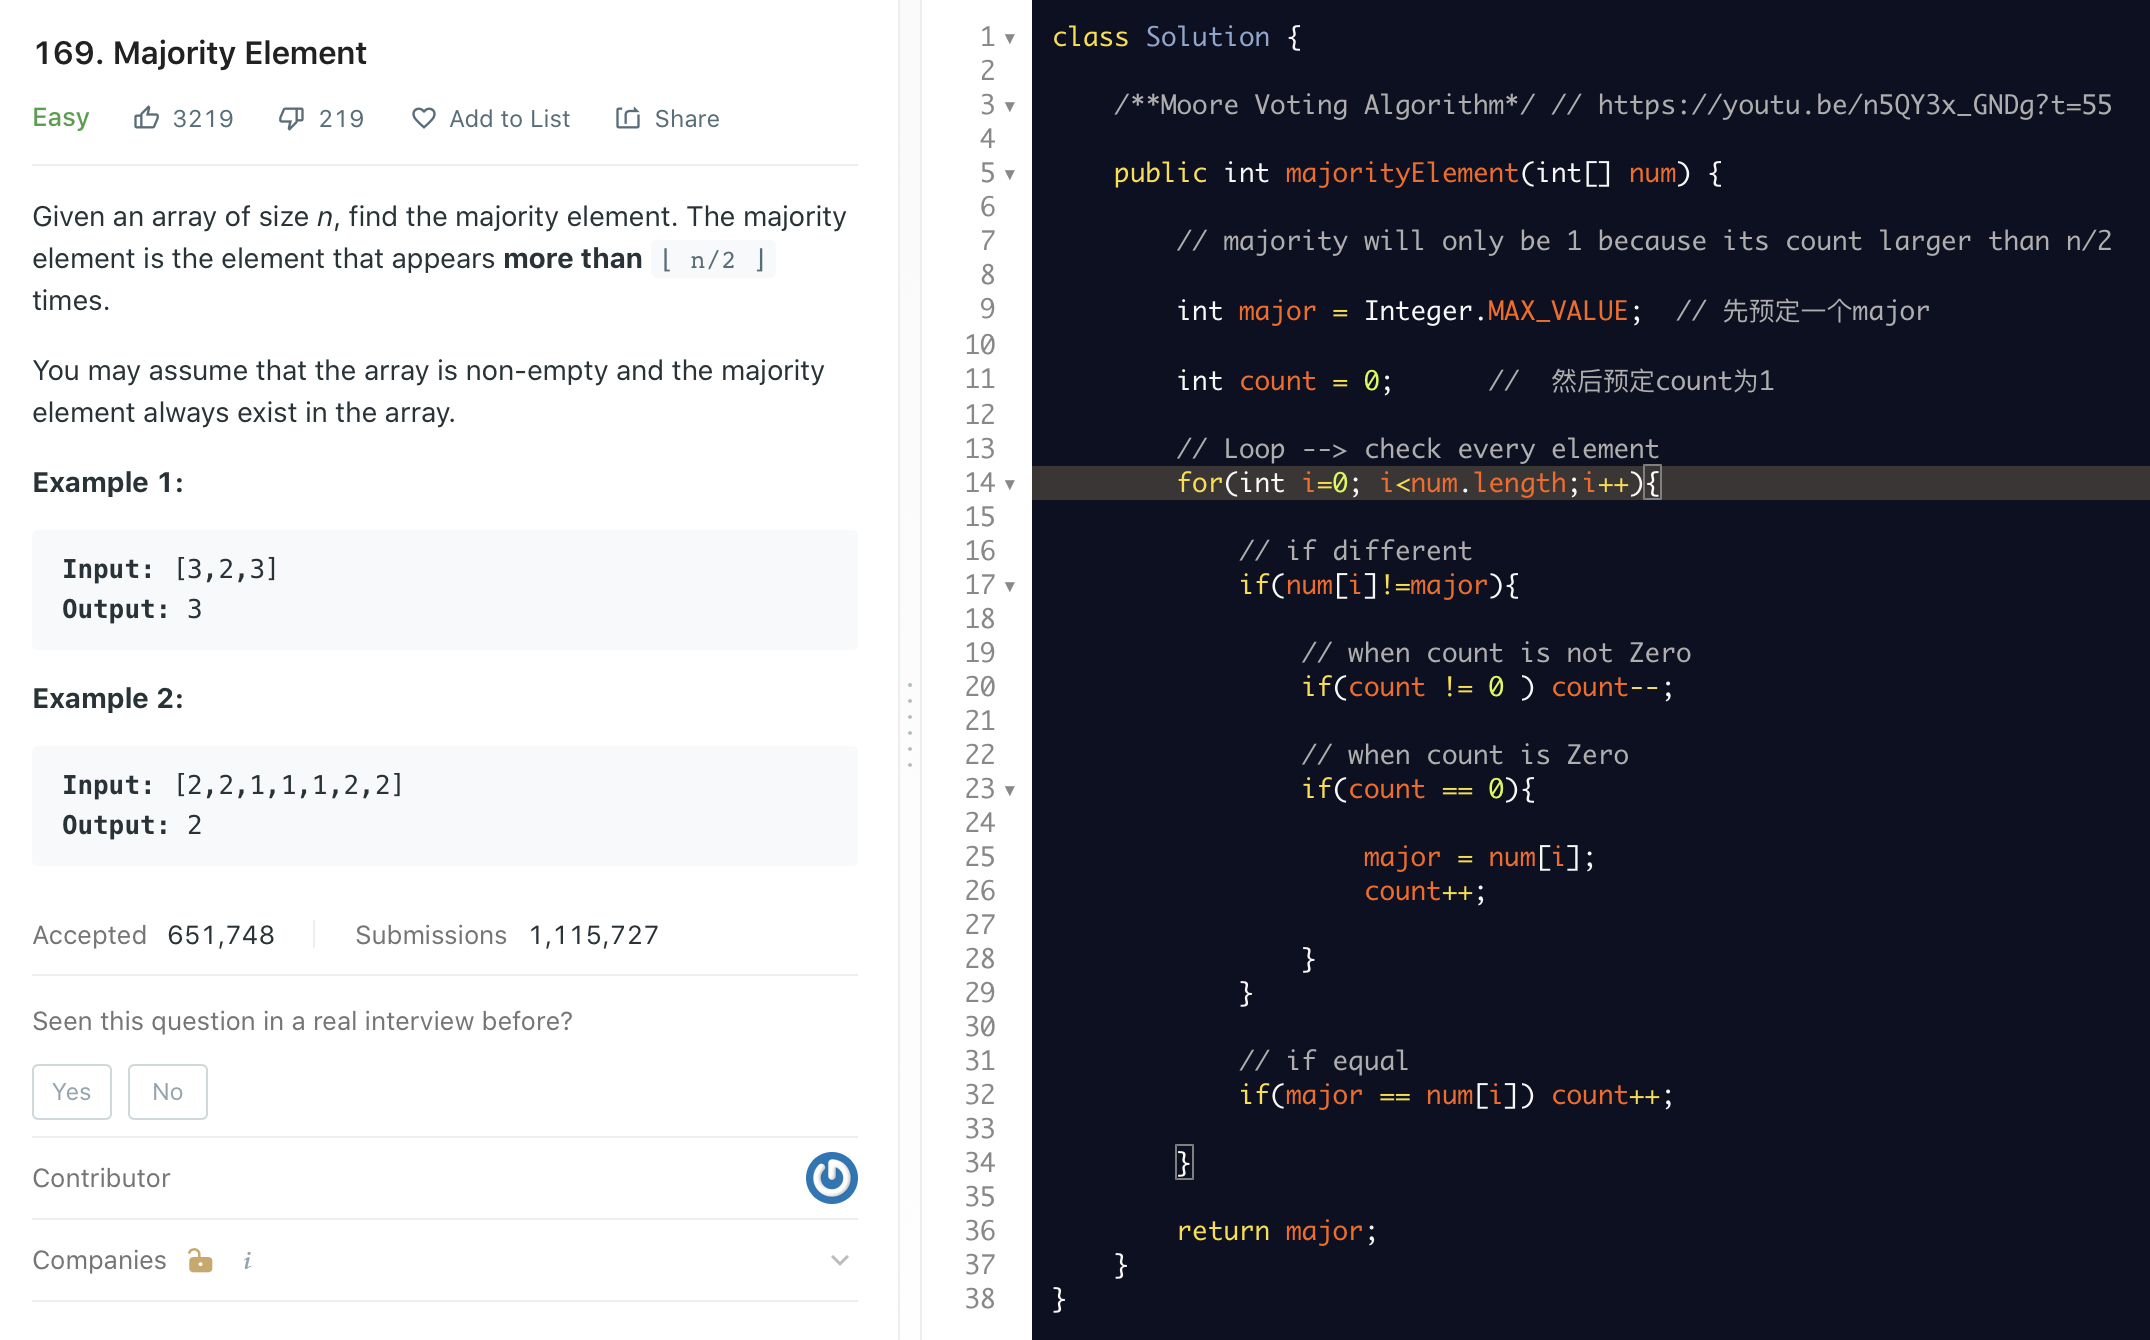 169. Majority Element
Easy 3219 219 Add to List Share
Given an array of size n, find the majority element. The majority
element is the element that appears more than ⌊ n/2 ⌋
times.
You may assume that the array is non-empty and the majority
element always exist in the array.
Example 1:
Input: [3,2,3]
Output: 3
Example 2:
Input: [2,2,1,1,1,2,2]
Output: 2
Accepted 651,748 Submissions 1,115,727
Seen this question in a real interview before?
Yes No
Contributor
Companies i
1 class Solution {
2
3 /**Moore Voting Algorithm*/ // https://youtu.be/n5QY3x_GNDg?t=55
4
5 public int majorityElement(int[] num) {
6
7 // majority will only be 1 because its count larger than n/2
8
9 int major = Integer.MAX_VALUE; // 先预定一个major
10
11 int count = 0; // 然后预定count为1
12
13 // Loop --> check every element
14 for(int i=0; i<num.length;i++){
15
16 // if different
17 if(num[i]!=major){
18
19 // when count is not Zero
20 if(count != 0 ) count--;
21
22 // when count is Zero
23 if(count == 0){
24
25 major = num[i];
26 count++;
27
28 }
29 }
30
31 // if equal
32 if(major == num[i]) count++;
33
34 }
35
36 return major;
37 }
38 }